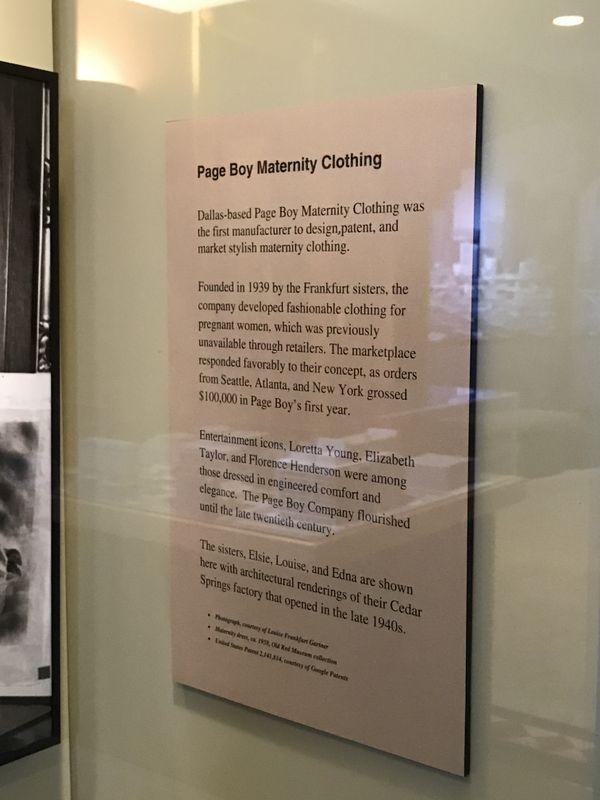 Page Boy Maternity Clothing
Dallas-based Page Boy Maternity Clothing was
the first manufacturer to design,patent, and
market stylish maternity clothing.
Founded in 1939 by the Frankfurt sisters, the
company developed fashionable clothing for
pregnant women, which was previously
unavailable through retailers. The marketplace
responded favorably to their concept, as orders
from Seattle, Atlanta, and New York grossed
$100,000 in Page Boy's first year.
Entertainment icons, Loretta Young, Elizabeth
Taylor, and Florence Henderson were among
those dressed in engineered comfort and
elegance. The Page Boy Company flourished
until the late twentieth century.
The sisters, Elsie, Louise, and Edna are shown
here with architectural renderings of their Cedar
Springs factory that opened in the late 1940s.
• Photograph, courtesy of Louise Frankfurt Gartner
• Maternity dress, ca. 1950, Old Red Museum collection
• United States Patent 2,141,814, courtesy of Google Patents